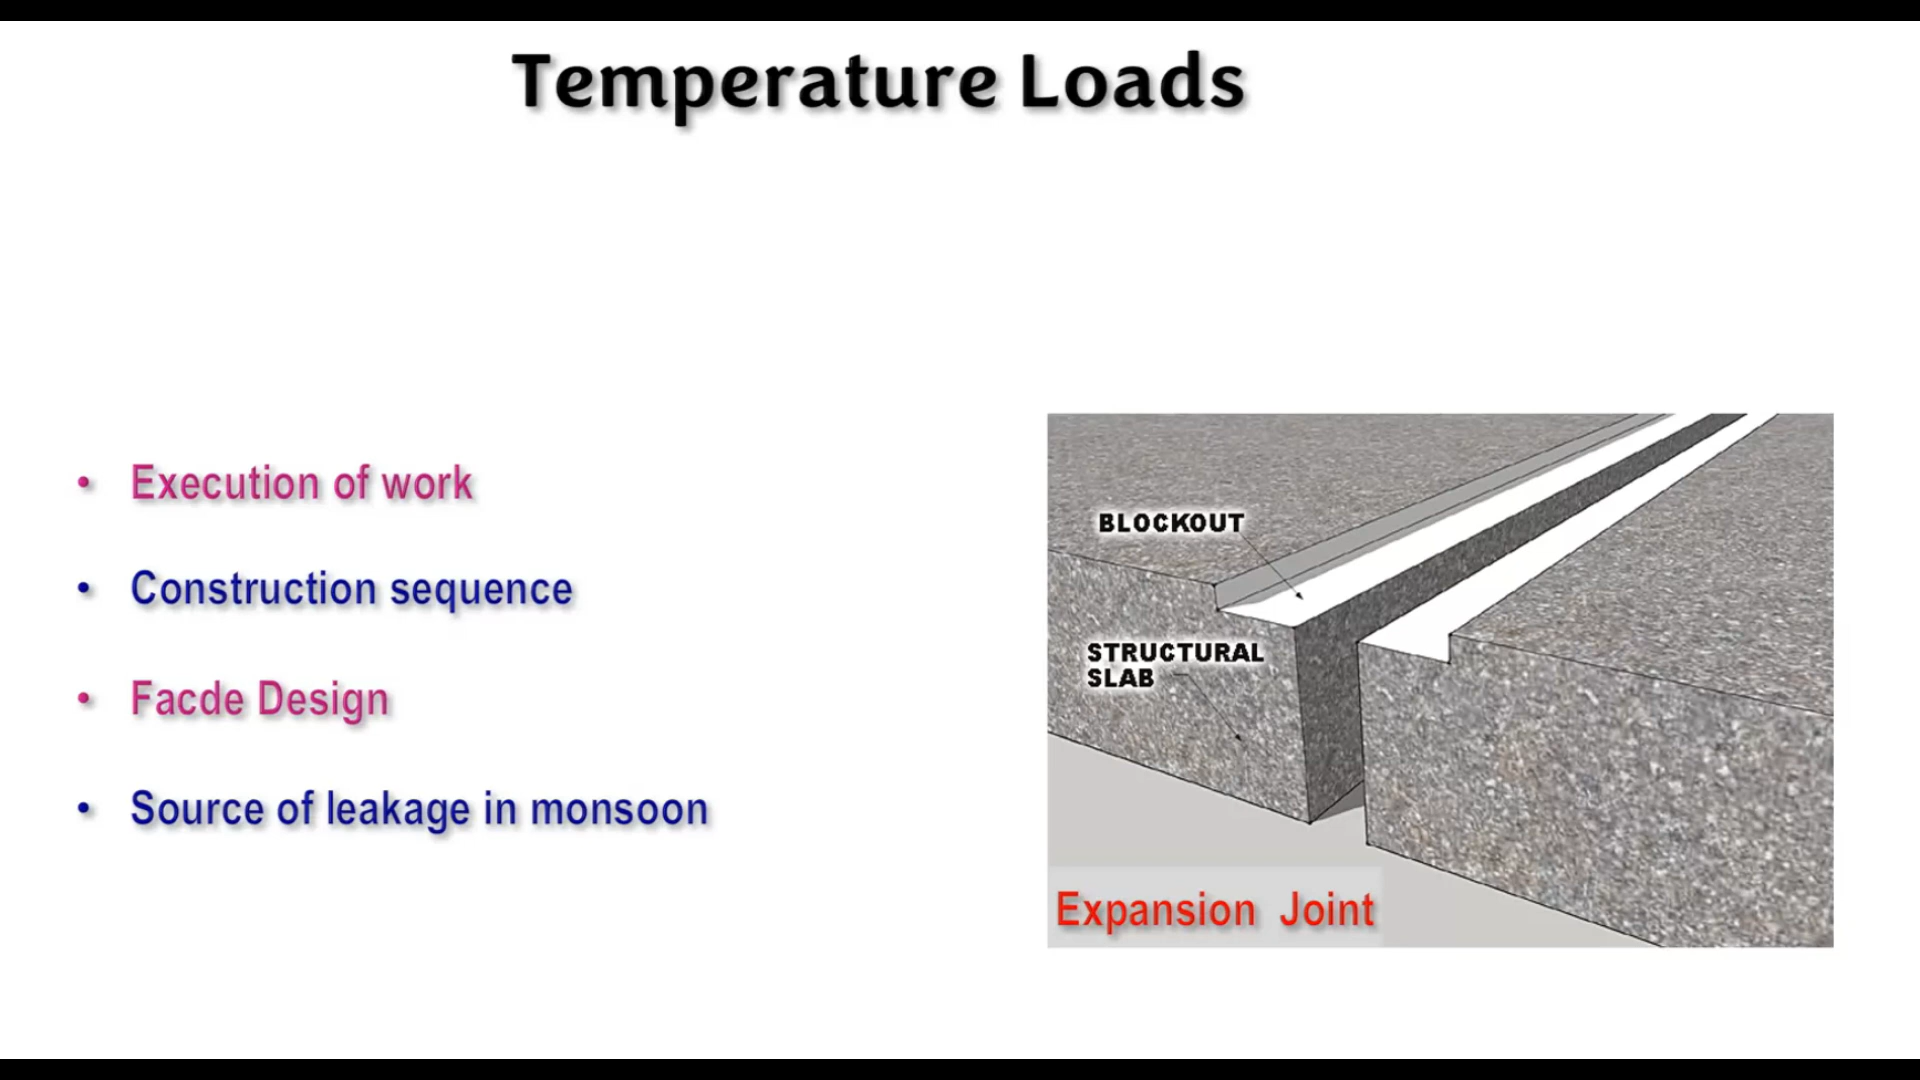 Temperature Loads
• Execution of work
• Construction sequence
• Facde Design
• Source of leakage in monsoon
BLOCKOUT
STRUCTURAL
SLAB
Expansion Joint